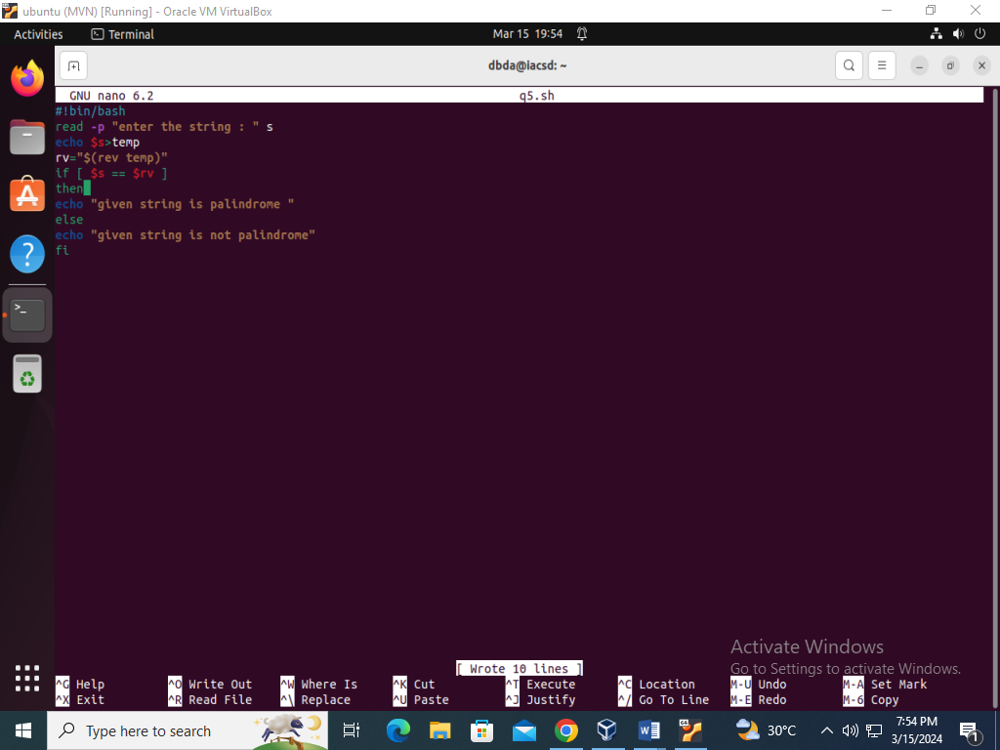 ubuntu (MVN) [Running] - Oracle VM VirtualBox
Activities Terminal Mar 15 19:54
dbda@iacsd: ~
GNU nano 6.2 q5.sh
#!bin/bash
read -p "enter the string : " s
echo $s>temp
rv="$(rev temp)"
if [ $s == $rv ]
then
echo "given string is palindrome "
else
echo "given string is not palindrome"
fi
Activate Windows
Go to Settings to activate Windows.
[ Wrote 10 lines ]
^G Help ^O Write Out ^W Where Is ^K Cut ^T Execute ^C Location M-U Undo M-A Set Mark
^X Exit ^R Read File ^\ Replace ^U Paste ^J Justify ^/ Go To Line M-E Redo M-6 Copy
Type here to search 30°C 7:54 PM
3/15/2024 1